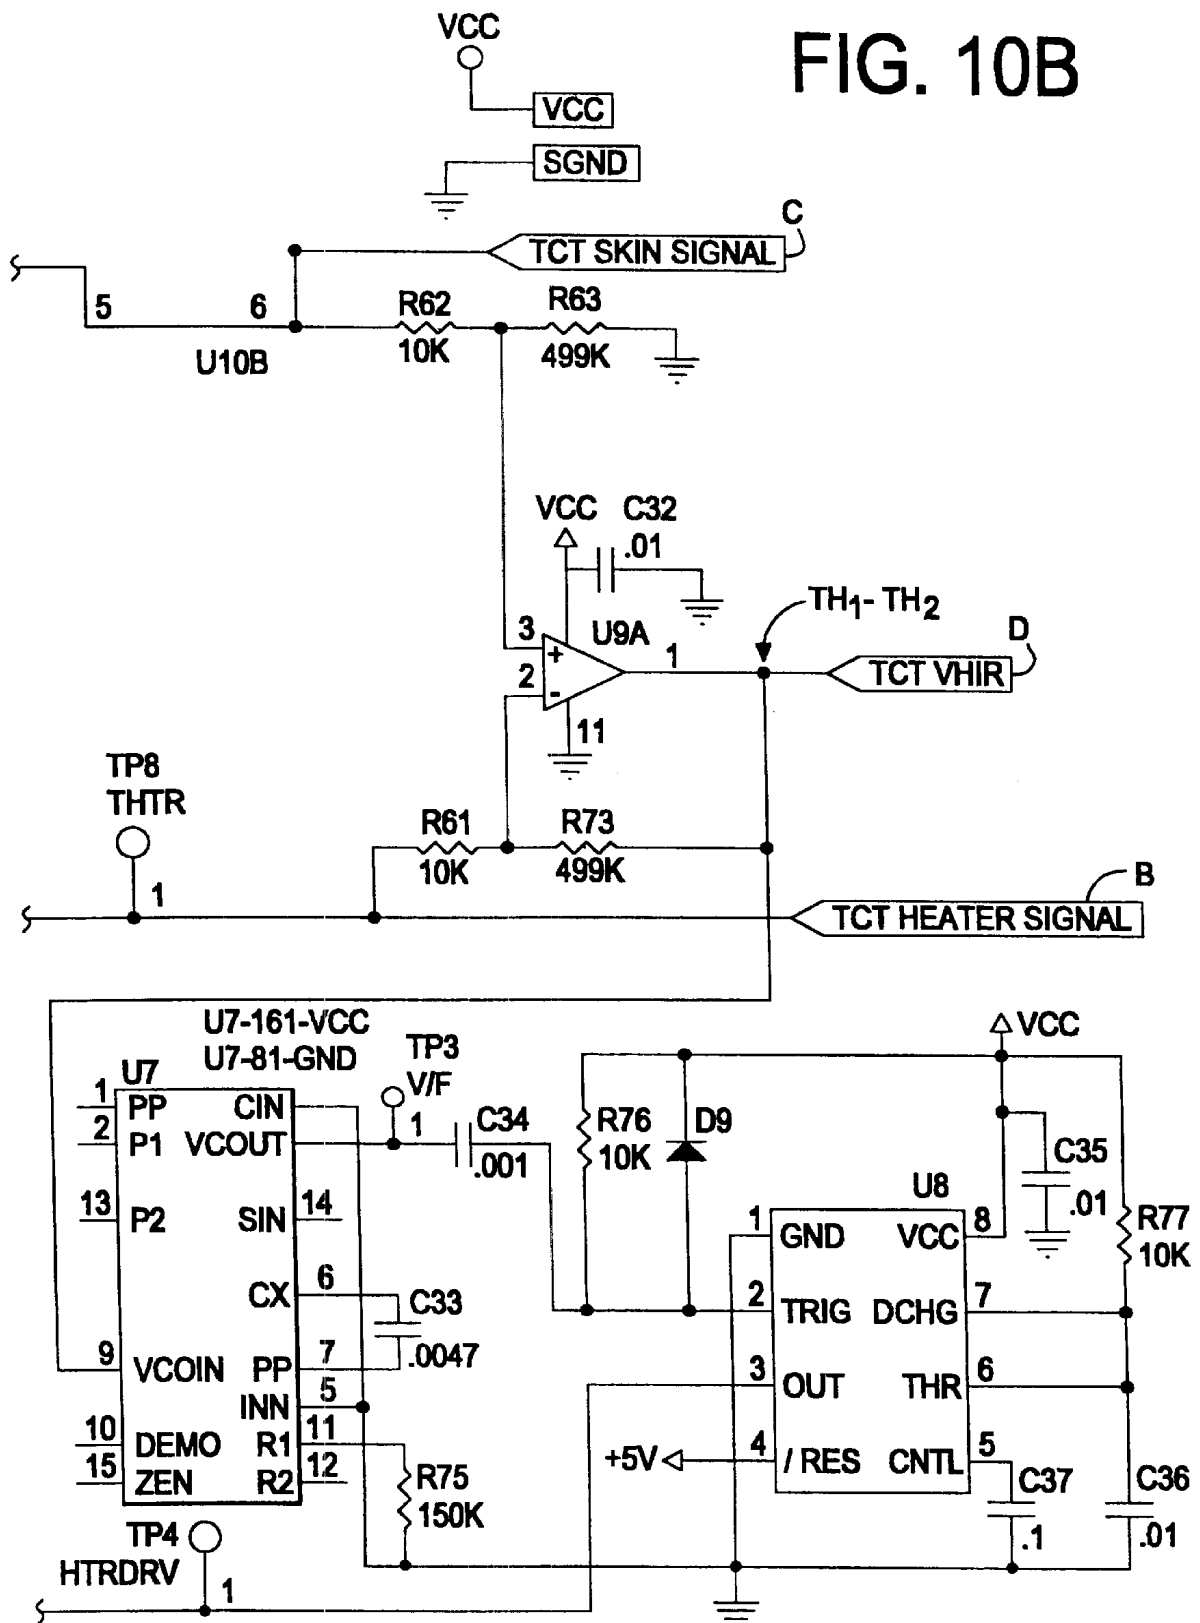 FIG. 10B
VCC
VCC
SGND
C
TCT SKIN SIGNAL
5
6
U10B
R62
10K
R63
499K
VCC
C32
.01
3
+
2
-
U9A
1
11
TH1- TH2
D
TCT VHIR
TP8
THTR
1
R61
10K
R73
499K
B
TCT HEATER SIGNAL
U7-161-VCC
U7-81-GND
U7
TP3
V/F
1
1
PP
CIN
2
P1
VCOUT
13
P2
SIN
14
CX
6
C33
.0047
9
VCOIN
PP
7
INN
5
10
DEMO
R1
11
15
ZEN
R2
12
R75
150K
C34
.001
R76
10K
D9
VCC
C35
.01
R77
10K
U8
1
GND
VCC
8
2
TRIG
DCHG
7
3
OUT
THR
6
+5V
4
/ RES
CNTL
5
C37
.1
C36
.01
TP4
HTRDRV
1